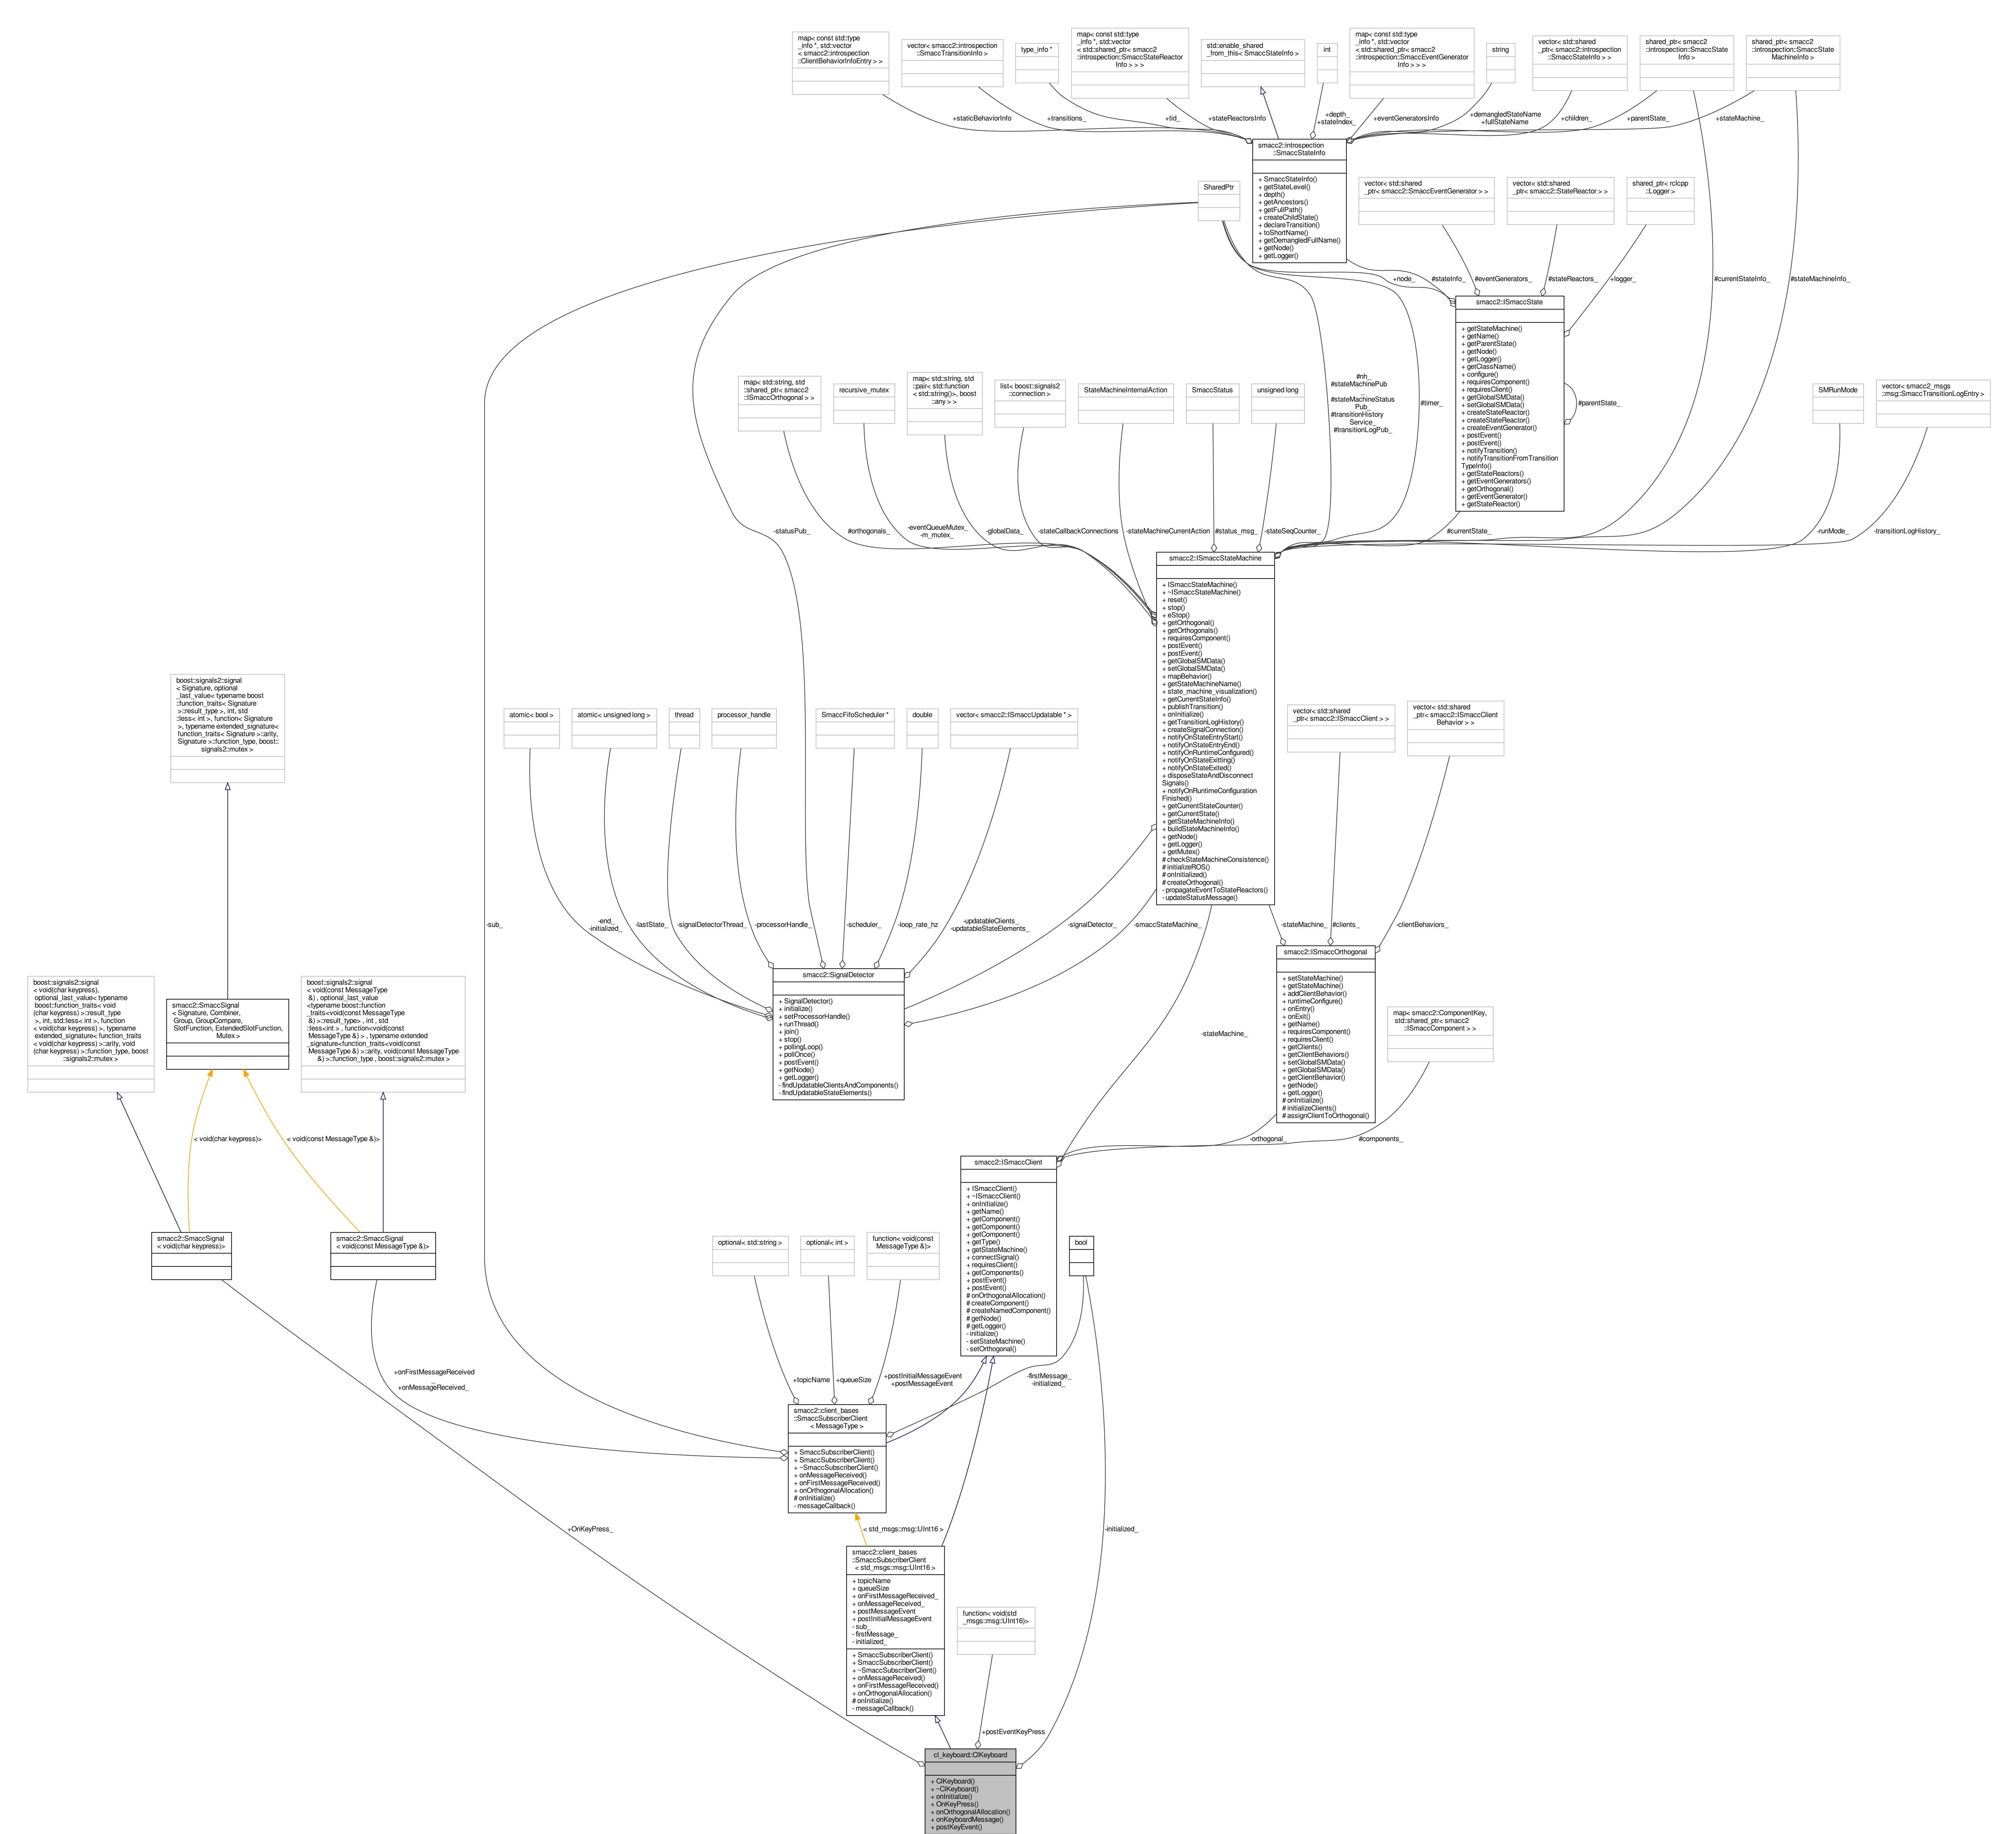 map< const std::type
_info *, std::vector
< smacc2::introspection
::ClientBehaviorInfoEntry > >
vector< smacc2::introspection
::SmaccTransitionInfo >
type_info *
map< const std::type
_info *, std::vector
< std::shared_ptr< smacc2
::introspection::SmaccStateReactor
Info > > >
std::enable_shared
_from_this< SmaccStateInfo >
int
map< const std::type
_info *, std::vector
< std::shared_ptr< smacc2
::introspection::SmaccEventGenerator
Info > > >
string
vector< std::shared
_ptr< smacc2::introspection
::SmaccStateInfo > >
shared_ptr< smacc2
::introspection::SmaccState
Info >
shared_ptr< smacc2
::introspection::SmaccState
MachineInfo >
+staticBehaviorInfo
+transitions_
+tid_
+stateReactorsInfo
+depth_
+stateIndex_
+eventGeneratorsInfo
+demangledStateName
+fullStateName
+children_
+parentState_
+stateMachine_
smacc2::introspection
::SmaccStateInfo
+ SmaccStateInfo()
+ getStateLevel()
+ depth()
+ getAncestors()
+ getFullPath()
+ createChildState()
+ declareTransition()
+ toShortName()
+ getDemangledFullName()
+ getNode()
+ getLogger()
SharedPtr
vector< std::shared
_ptr< smacc2::SmaccEventGenerator > >
vector< std::shared
_ptr< smacc2::StateReactor > >
shared_ptr< rclcpp
::Logger >
+node_
#stateInfo_
#eventGenerators_
#stateReactors_
+logger_
#currentStateInfo_
#stateMachineInfo_
smacc2::ISmaccState
+ getStateMachine()
+ getName()
+ getParentState()
+ getNode()
+ getLogger()
+ getClassName()
+ configure()
+ requiresComponent()
+ requiresClient()
+ getGlobalSMData()
+ setGlobalSMData()
+ createStateReactor()
+ createStateReactor()
+ createEventGenerator()
+ postEvent()
+ postEvent()
+ notifyTransition()
+ notifyTransitionFromTransition
TypeInfo()
+ getStateReactors()
+ getEventGenerators()
+ getOrthogonal()
+ getEventGenerator()
+ getStateReactor()
#parentState_
map< std::string, std
::shared_ptr< smacc2
::ISmaccOrthogonal > >
recursive_mutex
map< std::string, std
::pair< std::function
< std::string()>, boost
::any > >
list< boost::signals2
::connection >
StateMachineInternalAction
SmaccStatus
unsigned long
#nh_
#stateMachinePub
_
#stateMachineStatus
Pub_
#transitionHistory
Service_
#transitionLogPub_
#timer_
SMRunMode
vector< smacc2_msgs
::msg::SmaccTransitionLogEntry >
-statusPub_
#orthogonals_
-eventQueueMutex_
-m_mutex_
-globalData_
-stateCallbackConnections
-stateMachineCurrentAction
#status_msg_
-stateSeqCounter_
#currentState_
-runMode_
-transitionLogHistory_
smacc2::ISmaccStateMachine
+ ISmaccStateMachine()
+ ~ISmaccStateMachine()
+ reset()
+ stop()
+ eStop()
+ getOrthogonal()
+ getOrthogonals()
+ requiresComponent()
+ postEvent()
+ postEvent()
+ getGlobalSMData()
+ setGlobalSMData()
+ mapBehavior()
+ getStateMachineName()
+ state_machine_visualization()
+ getCurrentStateInfo()
+ publishTransition()
+ onInitialize()
+ getTransitionLogHistory()
+ createSignalConnection()
+ notifyOnStateEntryStart()
+ notifyOnStateEntryEnd()
+ notifyOnRuntimeConfigured()
+ notifyOnStateExitting()
+ notifyOnStateExited()
+ disposeStateAndDisconnect
Signals()
+ notifyOnRuntimeConfiguration
Finished()
+ getCurrentStateCounter()
+ getCurrentState()
+ getStateMachineInfo()
+ buildStateMachineInfo()
+ getNode()
+ getLogger()
+ getMutex()
# checkStateMachineConsistence()
# initializeROS()
# onInitialized()
# createOrthogonal()
- propagateEventToStateReactors()
- updateStatusMessage()
boost::signals2::signal
< Signature, optional
_last_value< typename boost
::function_traits< Signature
>::result_type >, int, std
::less< int >, function< Signature
>, typename extended_signature<
function_traits< Signature >::arity,
Signature >::function_type, boost::
signals2::mutex >
atomic< bool >
atomic< unsigned long >
thread
processor_handle
SmaccFifoScheduler *
double
vector< smacc2::ISmaccUpdatable * >
vector< std::shared
_ptr< smacc2::ISmaccClient > >
vector< std::shared
_ptr< smacc2::ISmaccClient
Behavior > >
-sub_
-end_
-initialized_
-lastState_
-signalDetectorThread_
-processorHandle_
-scheduler_
-loop_rate_hz
-updatableClients_
-updatableStateElements_
-signalDetector_
-smaccStateMachine_
-stateMachine_
#clients_
-clientBehaviors_
smacc2::SignalDetector
+ SignalDetector()
+ initialize()
+ setProcessorHandle()
+ runThread()
+ join()
+ stop()
+ pollingLoop()
+ pollOnce()
+ postEvent()
+ getNode()
+ getLogger()
- findUpdatableClientsAndComponents()
- findUpdatableStateElements()
smacc2::ISmaccOrthogonal
+ setStateMachine()
+ getStateMachine()
+ addClientBehavior()
+ runtimeConfigure()
+ onEntry()
+ onExit()
+ getName()
+ requiresComponent()
+ requiresClient()
+ getClients()
+ getClientBehaviors()
+ setGlobalSMData()
+ getGlobalSMData()
+ getClientBehavior()
+ getNode()
+ getLogger()
# onInitialize()
# initializeClients()
# assignClientToOrthogonal()
map< smacc2::ComponentKey,
std::shared_ptr< smacc2
::ISmaccComponent > >
boost::signals2::signal
< void(char keypress),
optional_last_value< typename
boost::function_traits< void
(char keypress) >::result_type
>, int, std::less< int >, function
< void(char keypress) >, typename
extended_signature< function_traits
< void(char keypress) >::arity, void
(char keypress) >::function_type, boost
::signals2::mutex >
smacc2::SmaccSignal
< Signature, Combiner,
Group, GroupCompare,
SlotFunction, ExtendedSlotFunction,
Mutex >
boost::signals2::signal
< void(const MessageType
&) , optional_last_value
<typename boost::function
_traits<void(const MessageType
&) >::result_type> , int , std
::less<int > , function<void(const
MessageType &) > , typename extended
_signature<function_traits<void(const
MessageType &) >::arity, void(const MessageType
&) >::function_type , boost::signals2::mutex >
< void(char keypress)>
< void(const MessageType &)>
-stateMachine_
-orthogonal_
#components_
smacc2::ISmaccClient
+ ISmaccClient()
+ ~ISmaccClient()
+ onInitialize()
+ getName()
+ getComponent()
+ getComponent()
+ getComponent()
+ getType()
+ getStateMachine()
+ connectSignal()
+ requiresClient()
+ getComponents()
+ postEvent()
+ postEvent()
# onOrthogonalAllocation()
# createComponent()
# createNamedComponent()
# getNode()
# getLogger()
- initialize()
- setStateMachine()
- setOrthogonal()
smacc2::SmaccSignal
< void(char keypress)>
smacc2::SmaccSignal
< void(const MessageType &)>
optional< std::string >
optional< int >
function< void(const
MessageType &)>
bool
+onFirstMessageReceived
_
+onMessageReceived_
+topicName
+queueSize
+postInitialMessageEvent
+postMessageEvent
-firstMessage_
-initialized_
smacc2::client_bases
::SmaccSubscriberClient
< MessageType >
+ SmaccSubscriberClient()
+ SmaccSubscriberClient()
+ ~SmaccSubscriberClient()
+ onMessageReceived()
+ onFirstMessageReceived()
+ onOrthogonalAllocation()
# onInitialize()
- messageCallback()
+OnKeyPress_
< std_msgs::msg::UInt16 >
-initialized_
smacc2::client_bases
::SmaccSubscriberClient
< std_msgs::msg::UInt16 >
+ topicName
+ queueSize
+ onFirstMessageReceived_
+ onMessageReceived_
+ postMessageEvent
+ postInitialMessageEvent
- sub_
- firstMessage_
- initialized_
+ SmaccSubscriberClient()
+ SmaccSubscriberClient()
+ ~SmaccSubscriberClient()
+ onMessageReceived()
+ onFirstMessageReceived()
+ onOrthogonalAllocation()
# onInitialize()
- messageCallback()
function< void(std
_msgs::msg::UInt16)>
+postEventKeyPress
cl_keyboard::ClKeyboard
+ ClKeyboard()
+ ~ClKeyboard()
+ onInitialize()
+ OnKeyPress()
+ onOrthogonalAllocation()
+ onKeyboardMessage()
+ postKeyEvent()